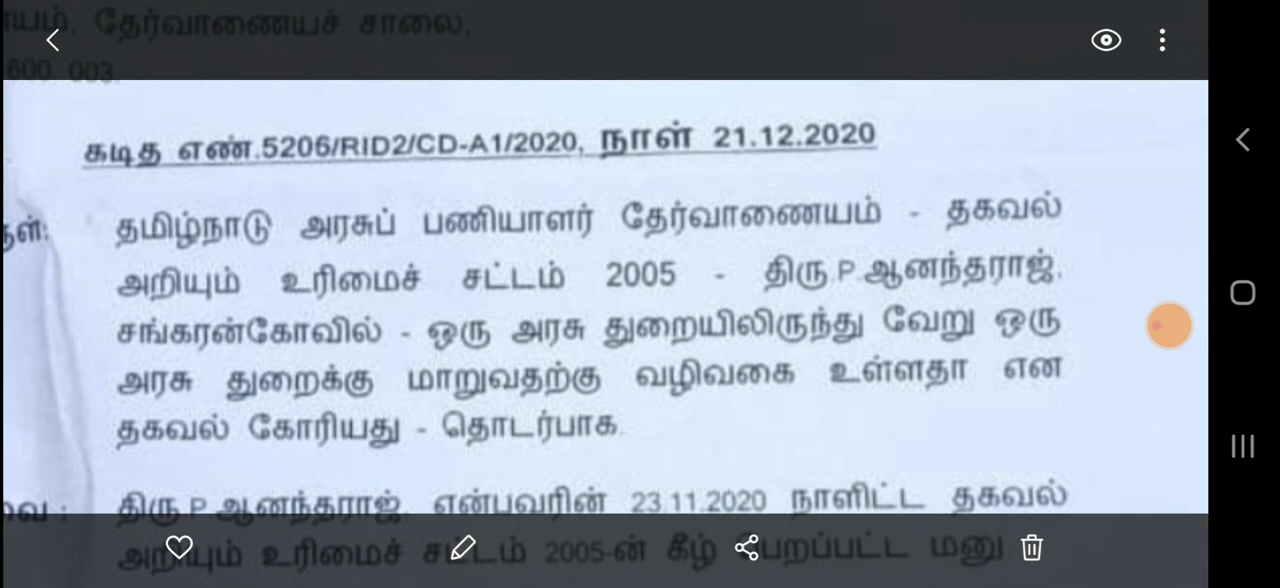 தேர்வாணையச் சாலை,
600 003.
கடித எண்.5206/RID2/CD-A1/2020, நாள் 21.12.2020
தமிழ்நாடு அரசுப் பணியாளர் தேர்வாணையம் - தகவல்
அறியும் உரிமைச் சட்டம் 2005 - திரு.P.ஆனந்தராஜ்,
சங்கரன்கோவில் - ஒரு அரசு துறையிலிருந்து வேறு ஒரு
அரசு துறைக்கு மாறுவதற்கு வழிவகை உள்ளதா என
தகவல் கோரியது - தொடர்பாக.
திரு.P.ஆனந்தராஜ், என்பவரின் 23.11.2020 நாளிட்ட தகவல்
அறியும் உரிமைச் சட்டம் 2005-ன் கீழ் பெறப்பட்ட மனு